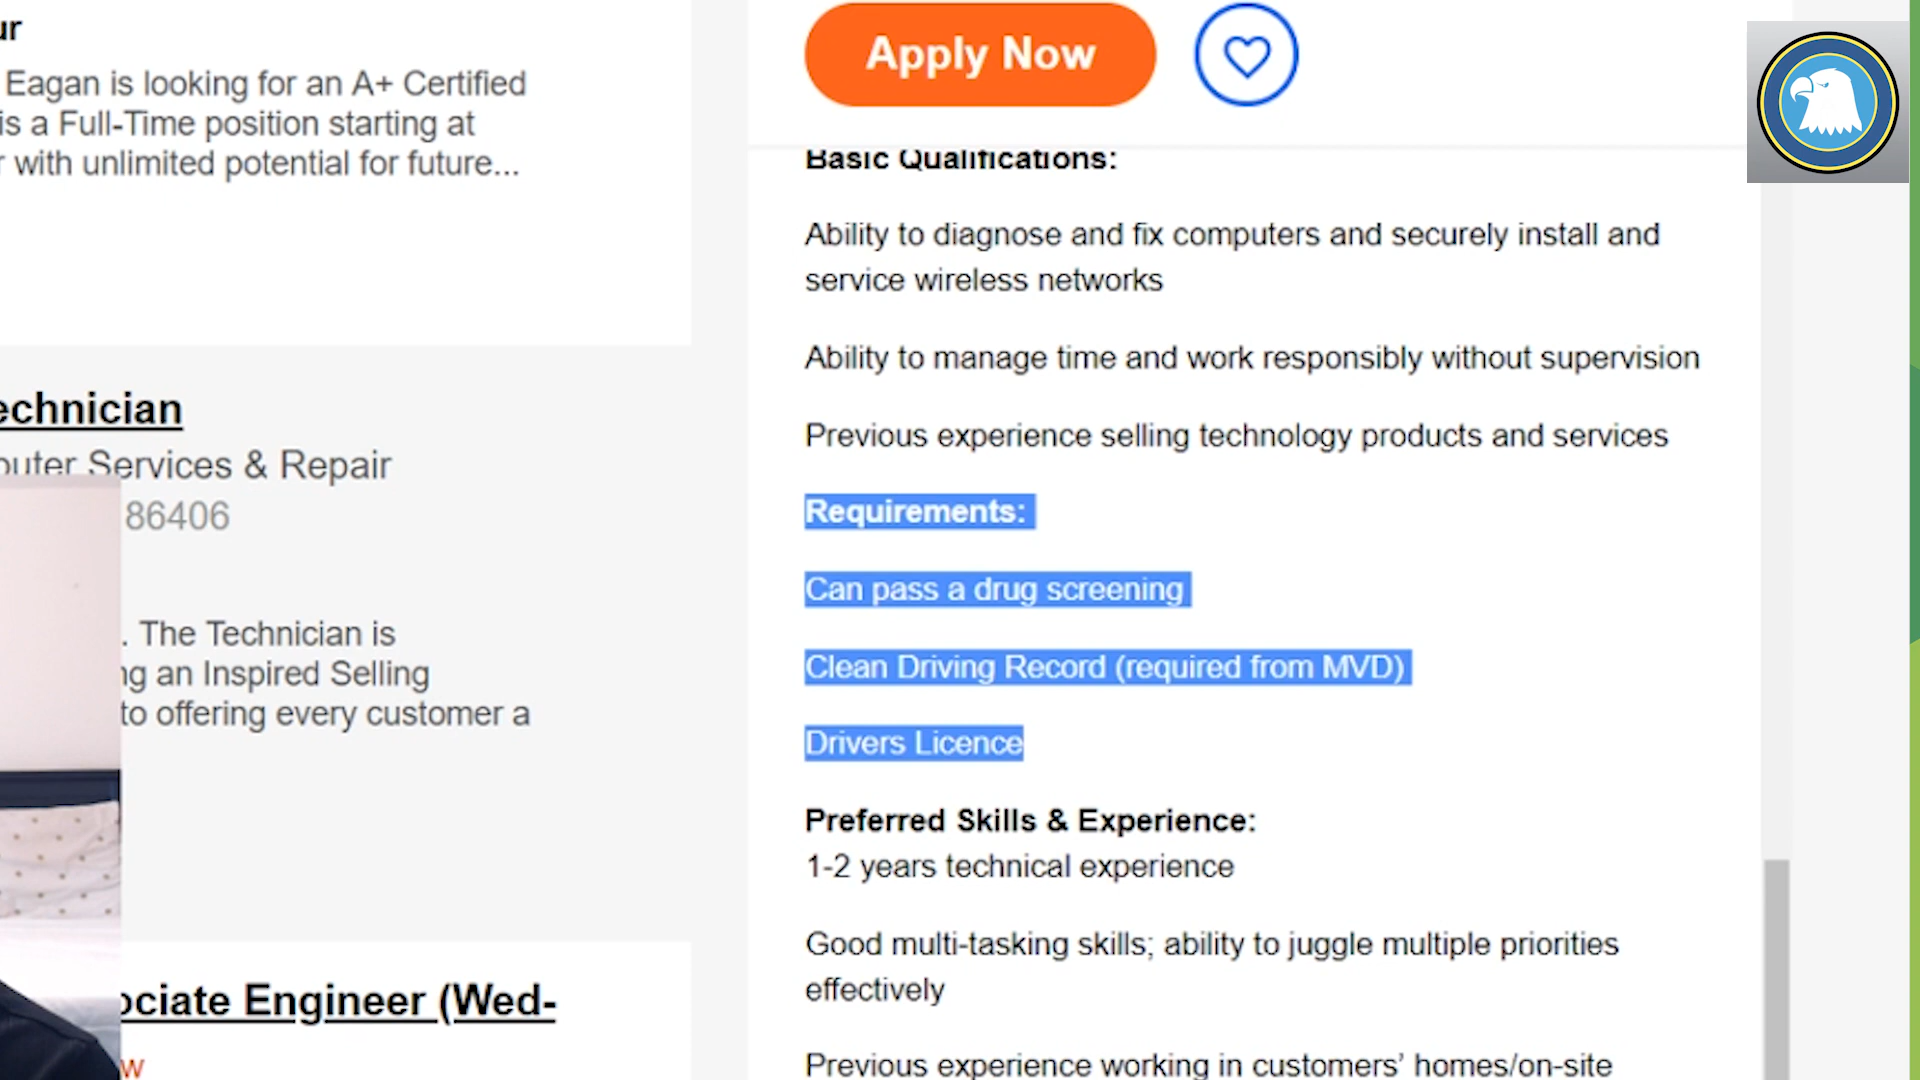 ur
Eagan is looking for an A+ Certified
is a Full-Time position starting at
r with unlimited potential for future...
echnician
outer Services & Repair
86406
. The Technician is
ng an Inspired Selling
to offering every customer a
ociate Engineer (Wed-
w
Apply Now
Basic Qualifications:
Ability to diagnose and fix computers and securely install and
service wireless networks
Ability to manage time and work responsibly without supervision
Previous experience selling technology products and services
Requirements:
Can pass a drug screening
Clean Driving Record (required from MVD)
Drivers Licence
Preferred Skills & Experience:
1-2 years technical experience
Good multi-tasking skills; ability to juggle multiple priorities
effectively
Previous experience working in customers’ homes/on-site